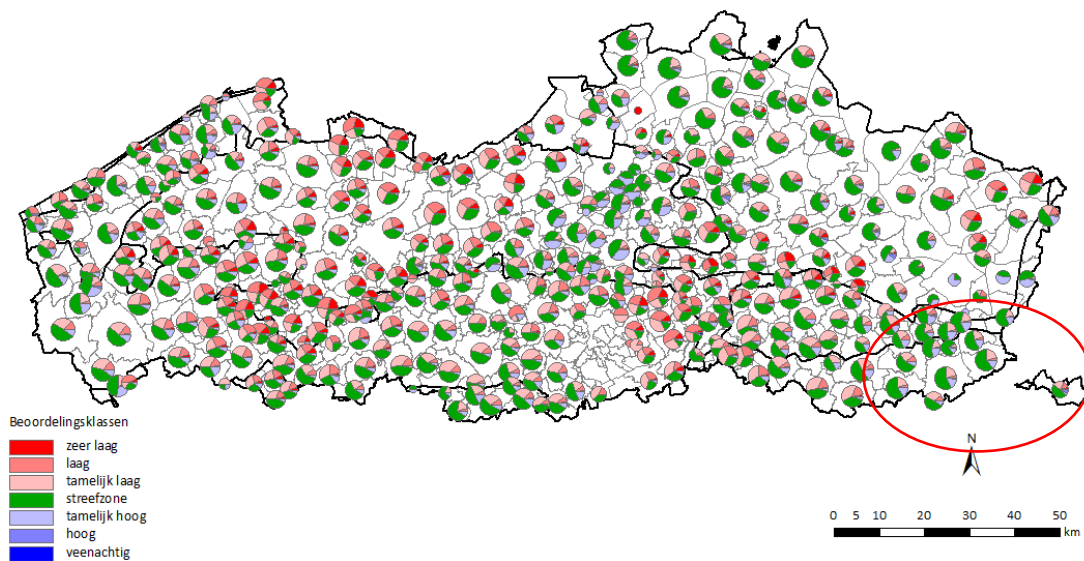 Beoordelingsklassen
zeer laag
laag
tamelijk laag
streefzone
tamelijk hoog
hoog
veenachtig
N
0 5 10 20 30 40 50
km